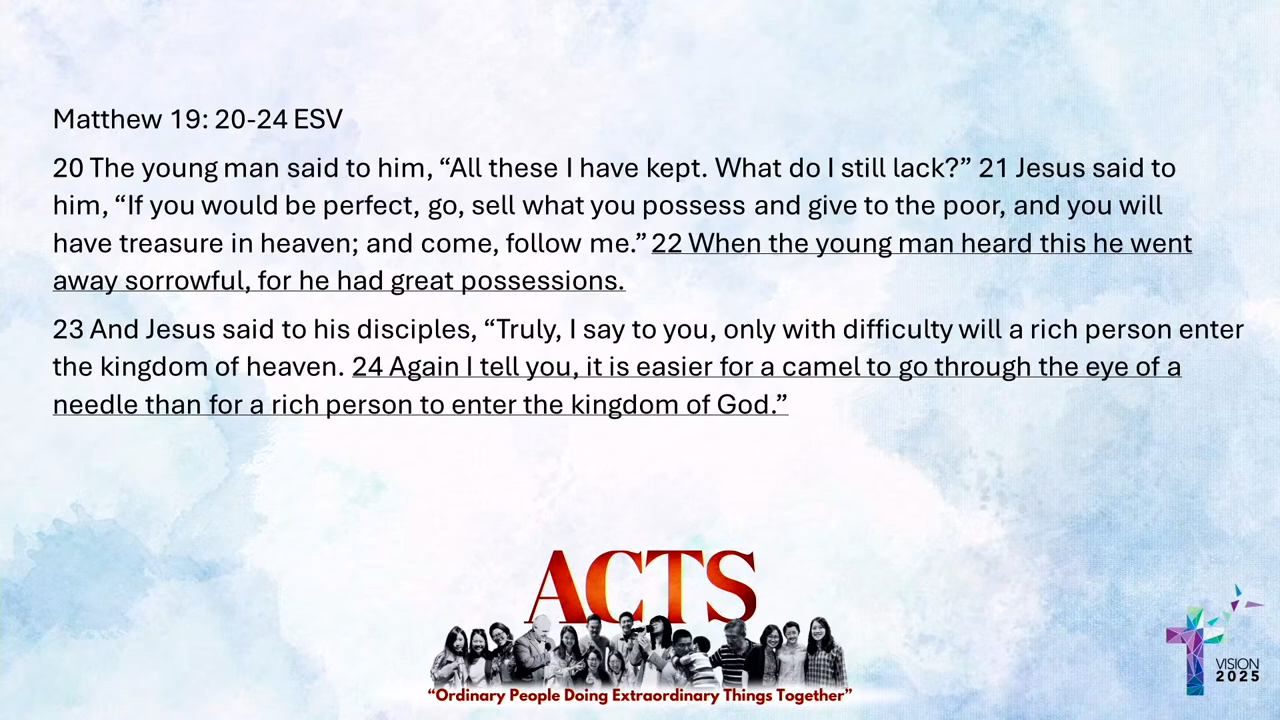 Matthew 19: 20-24 ESV
20 The young man said to him, “All these I have kept. What do I still lack?” 21 Jesus said to
him, “If you would be perfect, go, sell what you possess and give to the poor, and you will
have treasure in heaven; and come, follow me.” 22 When the young man heard this he went
away sorrowful, for he had great possessions.
23 And Jesus said to his disciples, “Truly, I say to you, only with difficulty will a rich person enter
the kingdom of heaven. 24 Again I tell you, it is easier for a camel to go through the eye of a
needle than for a rich person to enter the kingdom of God.”
ACTS
“Ordinary People Doing Extraordinary Things Together”
VISION
2025